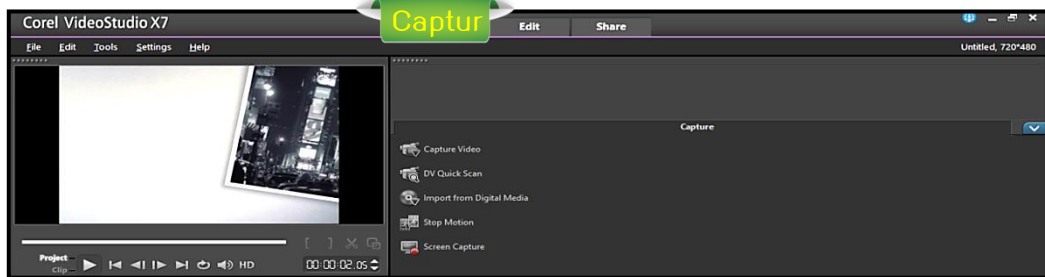 Corel VideoStudio X7
Captur
Edit
Share
File Edit Tools Settings Help
Untitled, 720*480
Capture
Capture Video
DV Quick Scan
Import from Digital Media
Stop Motion
Screen Capture
Project
Clip
HD
00:00:02.05